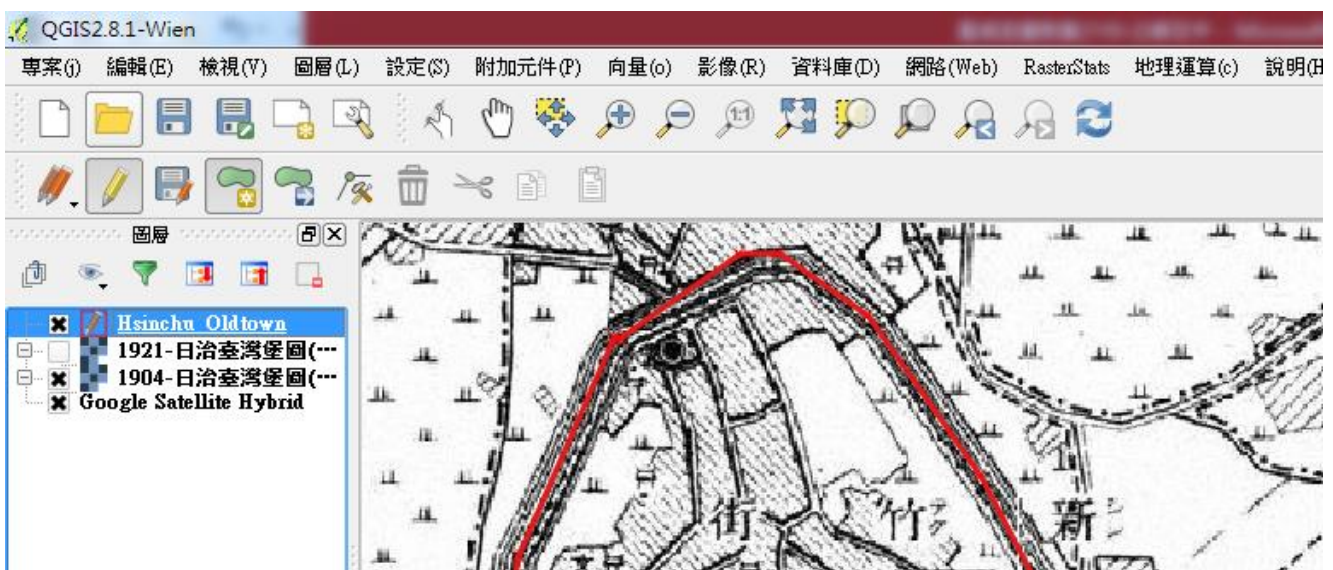 QGIS2.8.1-Wien
專案(j) 編輯(E) 檢視(V) 圖層(L) 設定(S) 附加元件(P) 向量(o) 影像(R) 資料庫(D) 網路(Web) RasterStats 地理運算(c) 說明(H
1:1
圖層
Hsinchu_Oldtown
1921-日治臺灣堡圖(⋯
1904-日治臺灣堡圖(⋯
Google Satellite Hybrid
街 竹 新